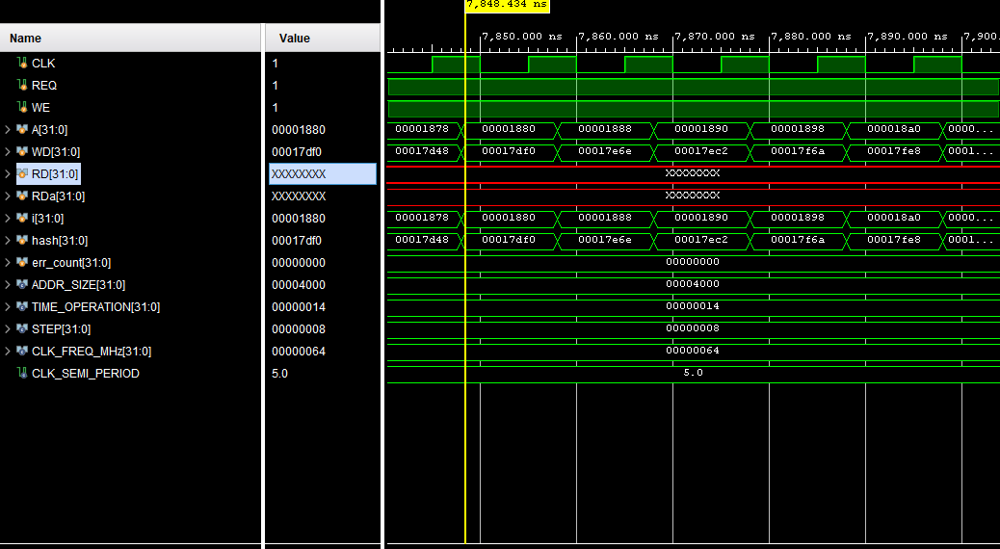 7,848.434 ns
Name Value 7,850.000 ns 7,860.000 ns 7,870.000 ns 7,880.000 ns 7,890.000 ns 7,900.
CLK 1
REQ 1
WE 1
A[31:0] 00001880 00001878 00001880 00001888 00001890 00001898 000018a0 0000...
WD[31:0] 00017df0 00017d48 00017df0 00017e6e 00017ec2 00017f6a 00017fe8 0001...
RD[31:0] XXXXXXXX XXXXXXXX
RDa[31:0] XXXXXXXX XXXXXXXX
i[31:0] 00001880 00001878 00001880 00001888 00001890 00001898 000018a0 0000...
hash[31:0] 00017df0 00017d48 00017df0 00017e6e 00017ec2 00017f6a 00017fe8 0001...
err_count[31:0] 00000000 00000000
ADDR_SIZE[31:0] 00004000 00004000
TIME_OPERATION[31:0] 00000014 00000014
STEP[31:0] 00000008 00000008
CLK_FREQ_MHz[31:0] 00000064 00000064
CLK_SEMI_PERIOD 5.0 5.0